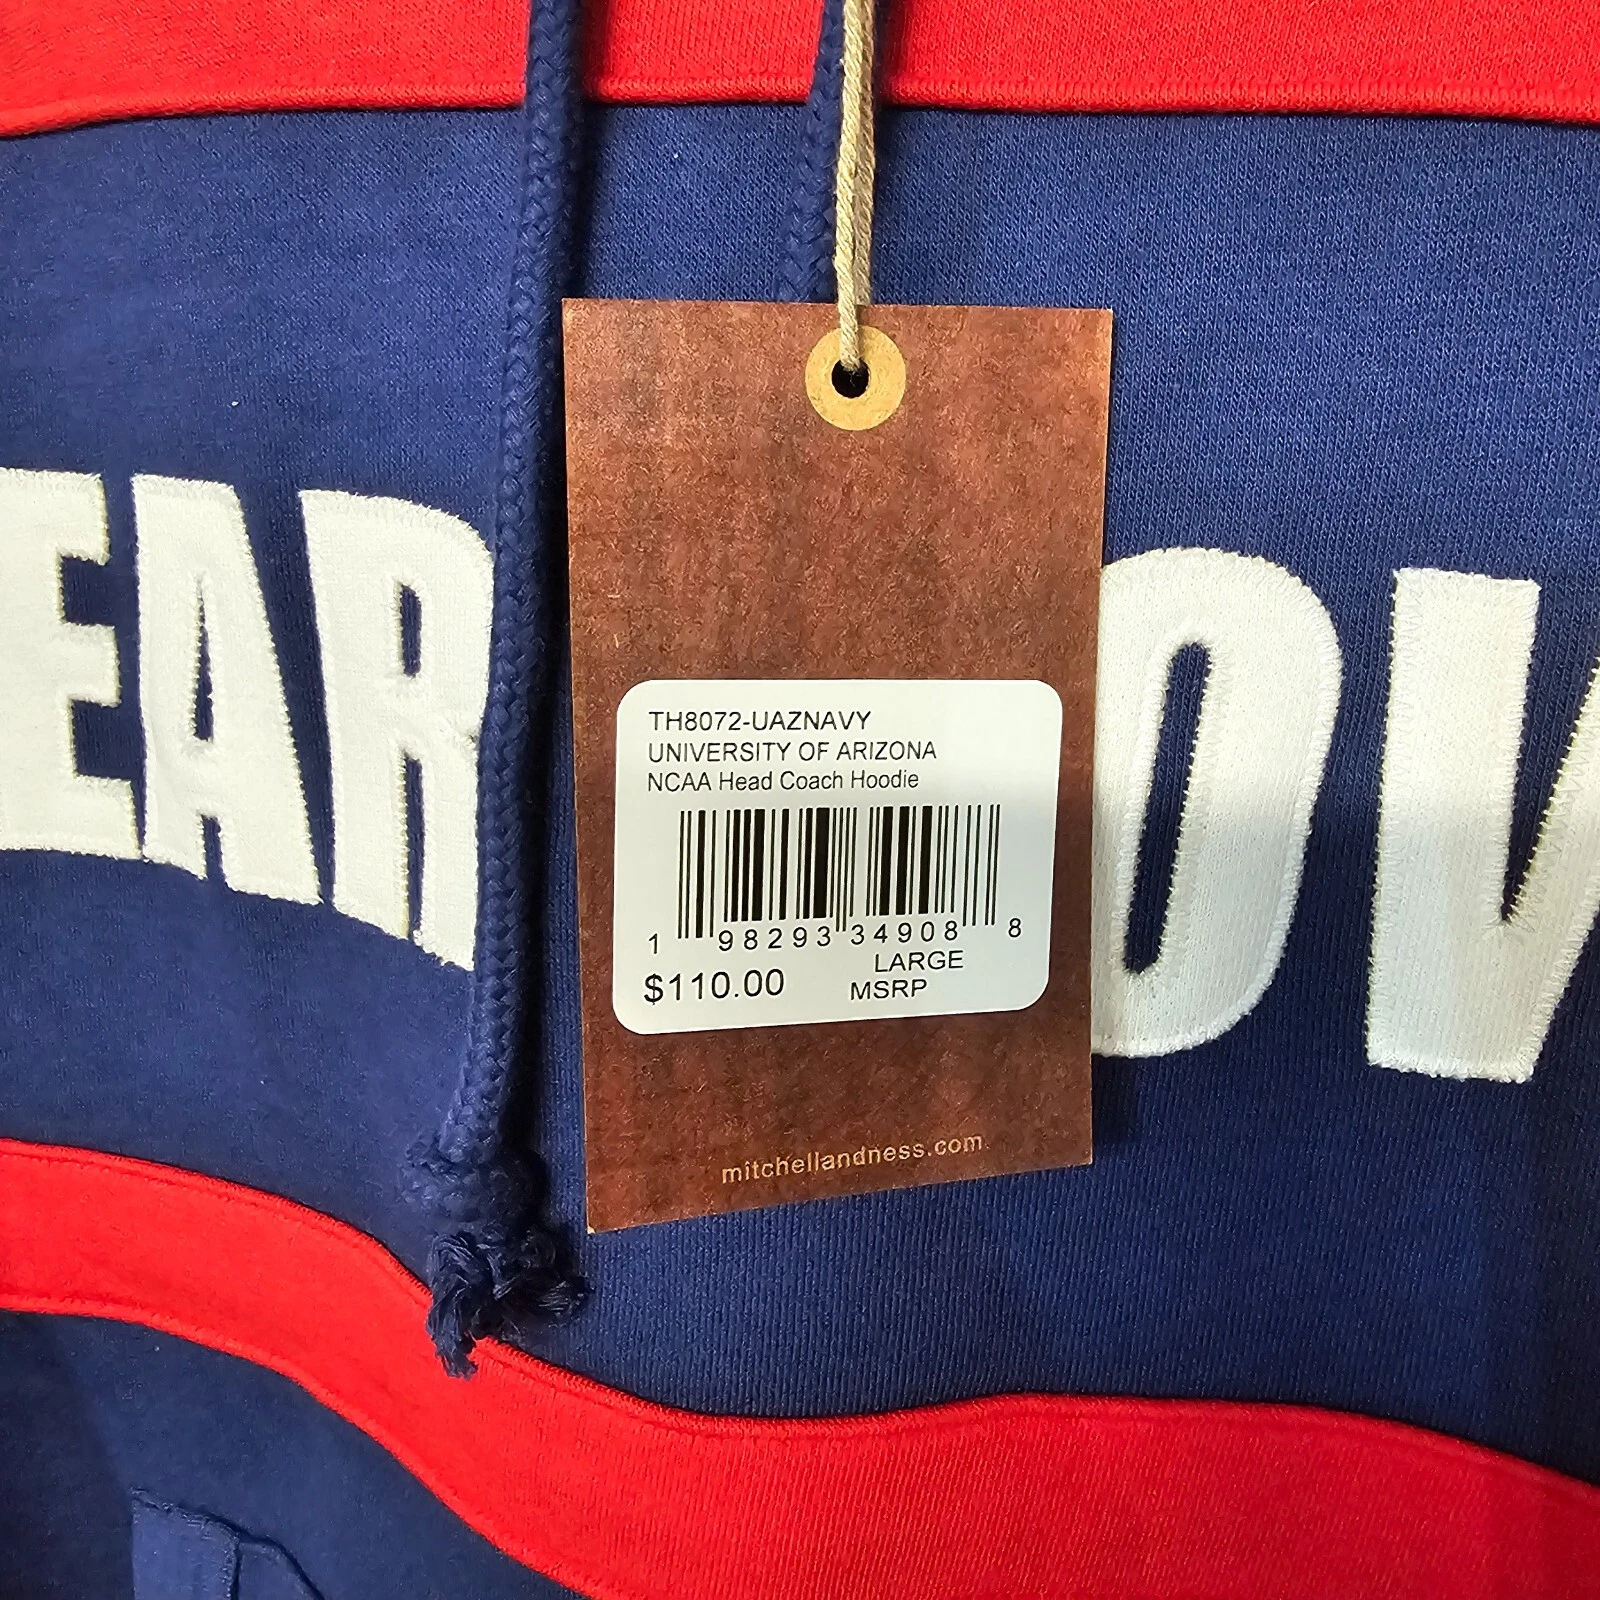 EAR DOW
TH8072-UAZNAVY
UNIVERSITY OF ARIZONA
NCAA Head Coach Hoodie
1 98293 34908 8
LARGE
$110.00 MSRP
mitchellandness.com